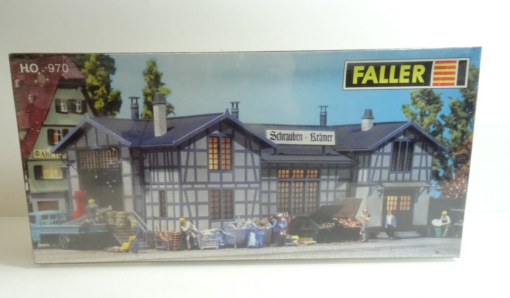 HO 970
FALLER
Schrauben - Krämer